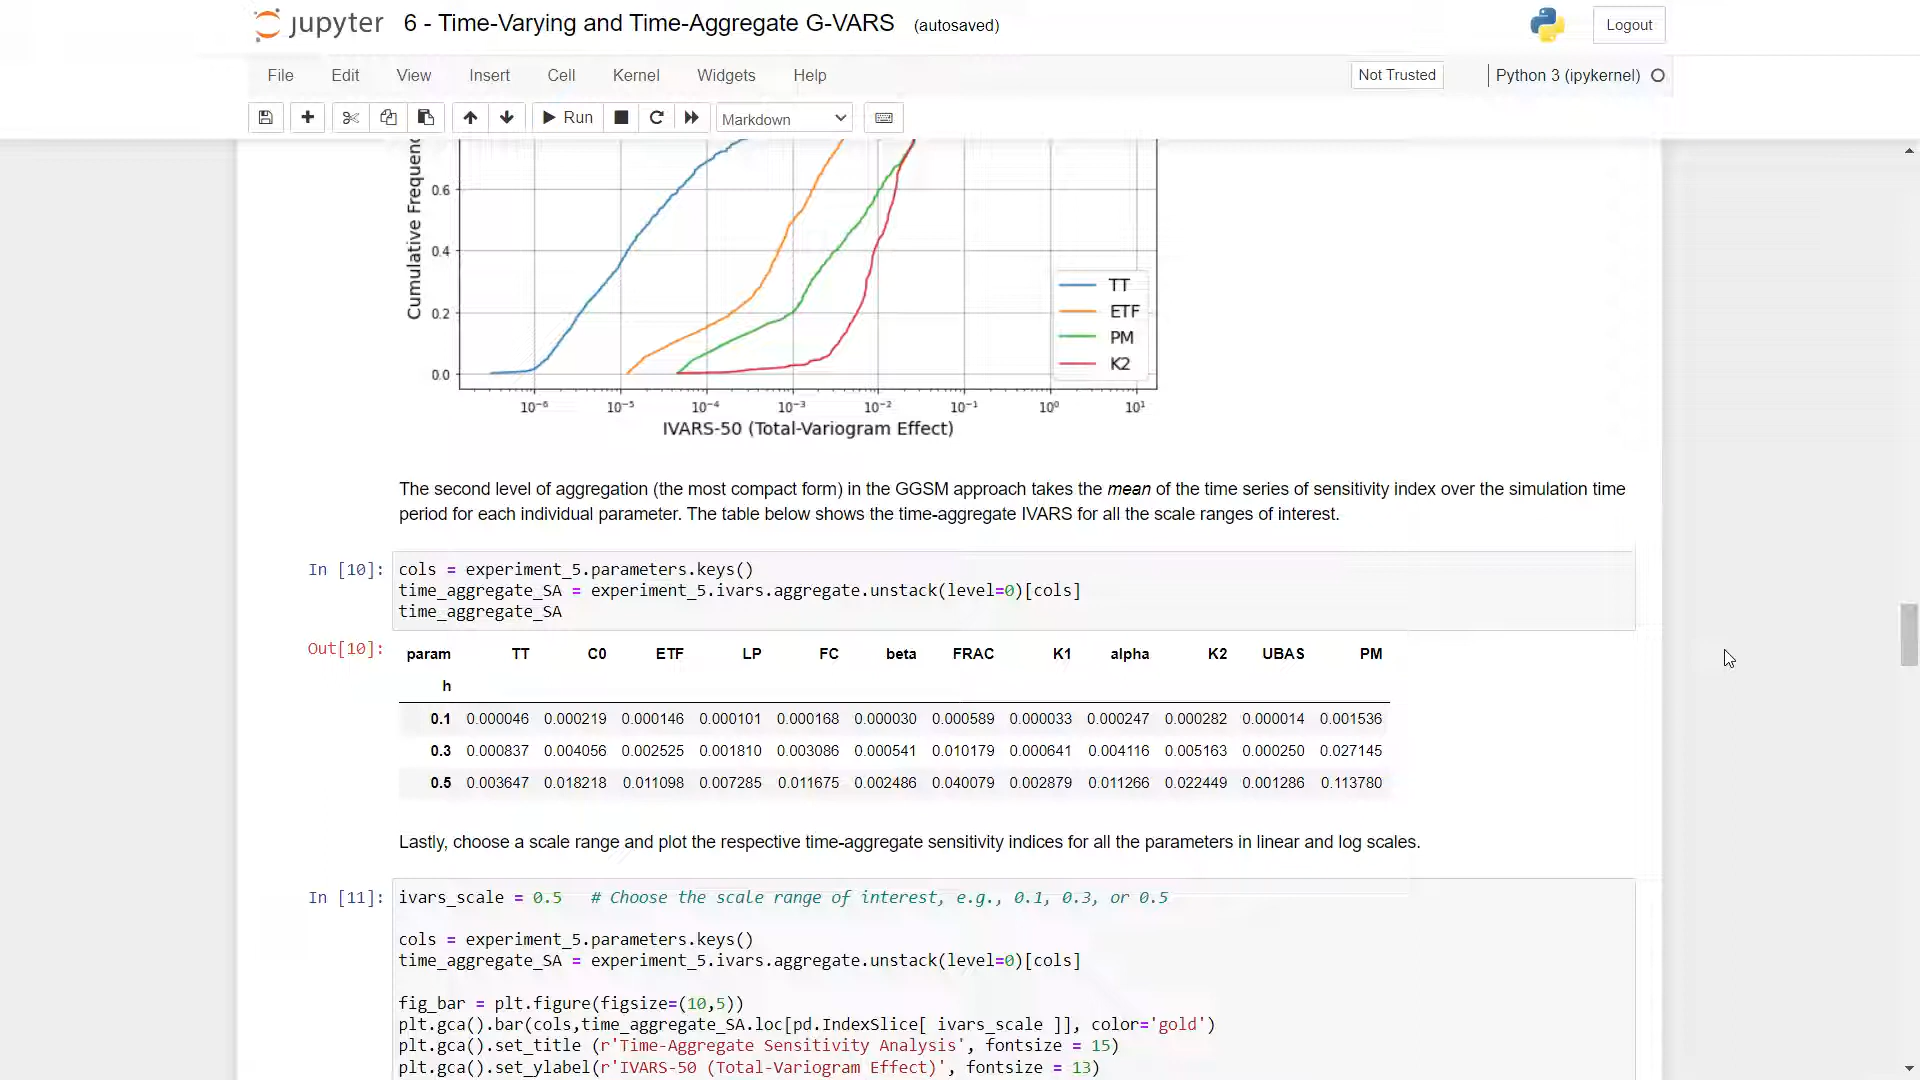 jupyter 6 - Time-Varying and Time-Aggregate G-VARS (autosaved) Logout
File Edit View Insert Cell Kernel Widgets Help Not Trusted Python 3 (ipykernel)
Run Markdown
Cumulative Frequenc
0.6
0.4
0.2
0.0
TT
ETF
PM
K2
10⁻⁶ 10⁻⁵ 10⁻⁴ 10⁻³ 10⁻² 10⁻¹ 10⁰ 10¹
IVARS-50 (Total-Variogram Effect)
The second level of aggregation (the most compact form) in the GGSM approach takes the mean of the time series of sensitivity index over the simulation time
period for each individual parameter. The table below shows the time-aggregate IVARS for all the scale ranges of interest.
In [10]: cols = experiment_5.parameters.keys()
time_aggregate_SA = experiment_5.ivars.aggregate.unstack(level=0)[cols]
time_aggregate_SA
Out[10]: param TT C0 ETF LP FC beta FRAC K1 alpha K2 UBAS PM
h
0.1 0.000046 0.000219 0.000146 0.000101 0.000168 0.000030 0.000589 0.000033 0.000247 0.000282 0.000014 0.001536
0.3 0.000837 0.004056 0.002525 0.001810 0.003086 0.000541 0.010179 0.000641 0.004116 0.005163 0.000250 0.027145
0.5 0.003647 0.018218 0.011098 0.007285 0.011675 0.002486 0.040079 0.002879 0.011266 0.022449 0.001286 0.113780
Lastly, choose a scale range and plot the respective time-aggregate sensitivity indices for all the parameters in linear and log scales.
In [11]: ivars_scale = 0.5 # Choose the scale range of interest, e.g., 0.1, 0.3, or 0.5
cols = experiment_5.parameters.keys()
time_aggregate_SA = experiment_5.ivars.aggregate.unstack(level=0)[cols]
fig_bar = plt.figure(figsize=(10,5))
plt.gca().bar(cols,time_aggregate_SA.loc[pd.IndexSlice[ ivars_scale ]], color='gold')
plt.gca().set_title (r'Time-Aggregate Sensitivity Analysis', fontsize = 15)
plt.gca().set_ylabel(r'IVARS-50 (Total-Variogram Effect)', fontsize = 13)